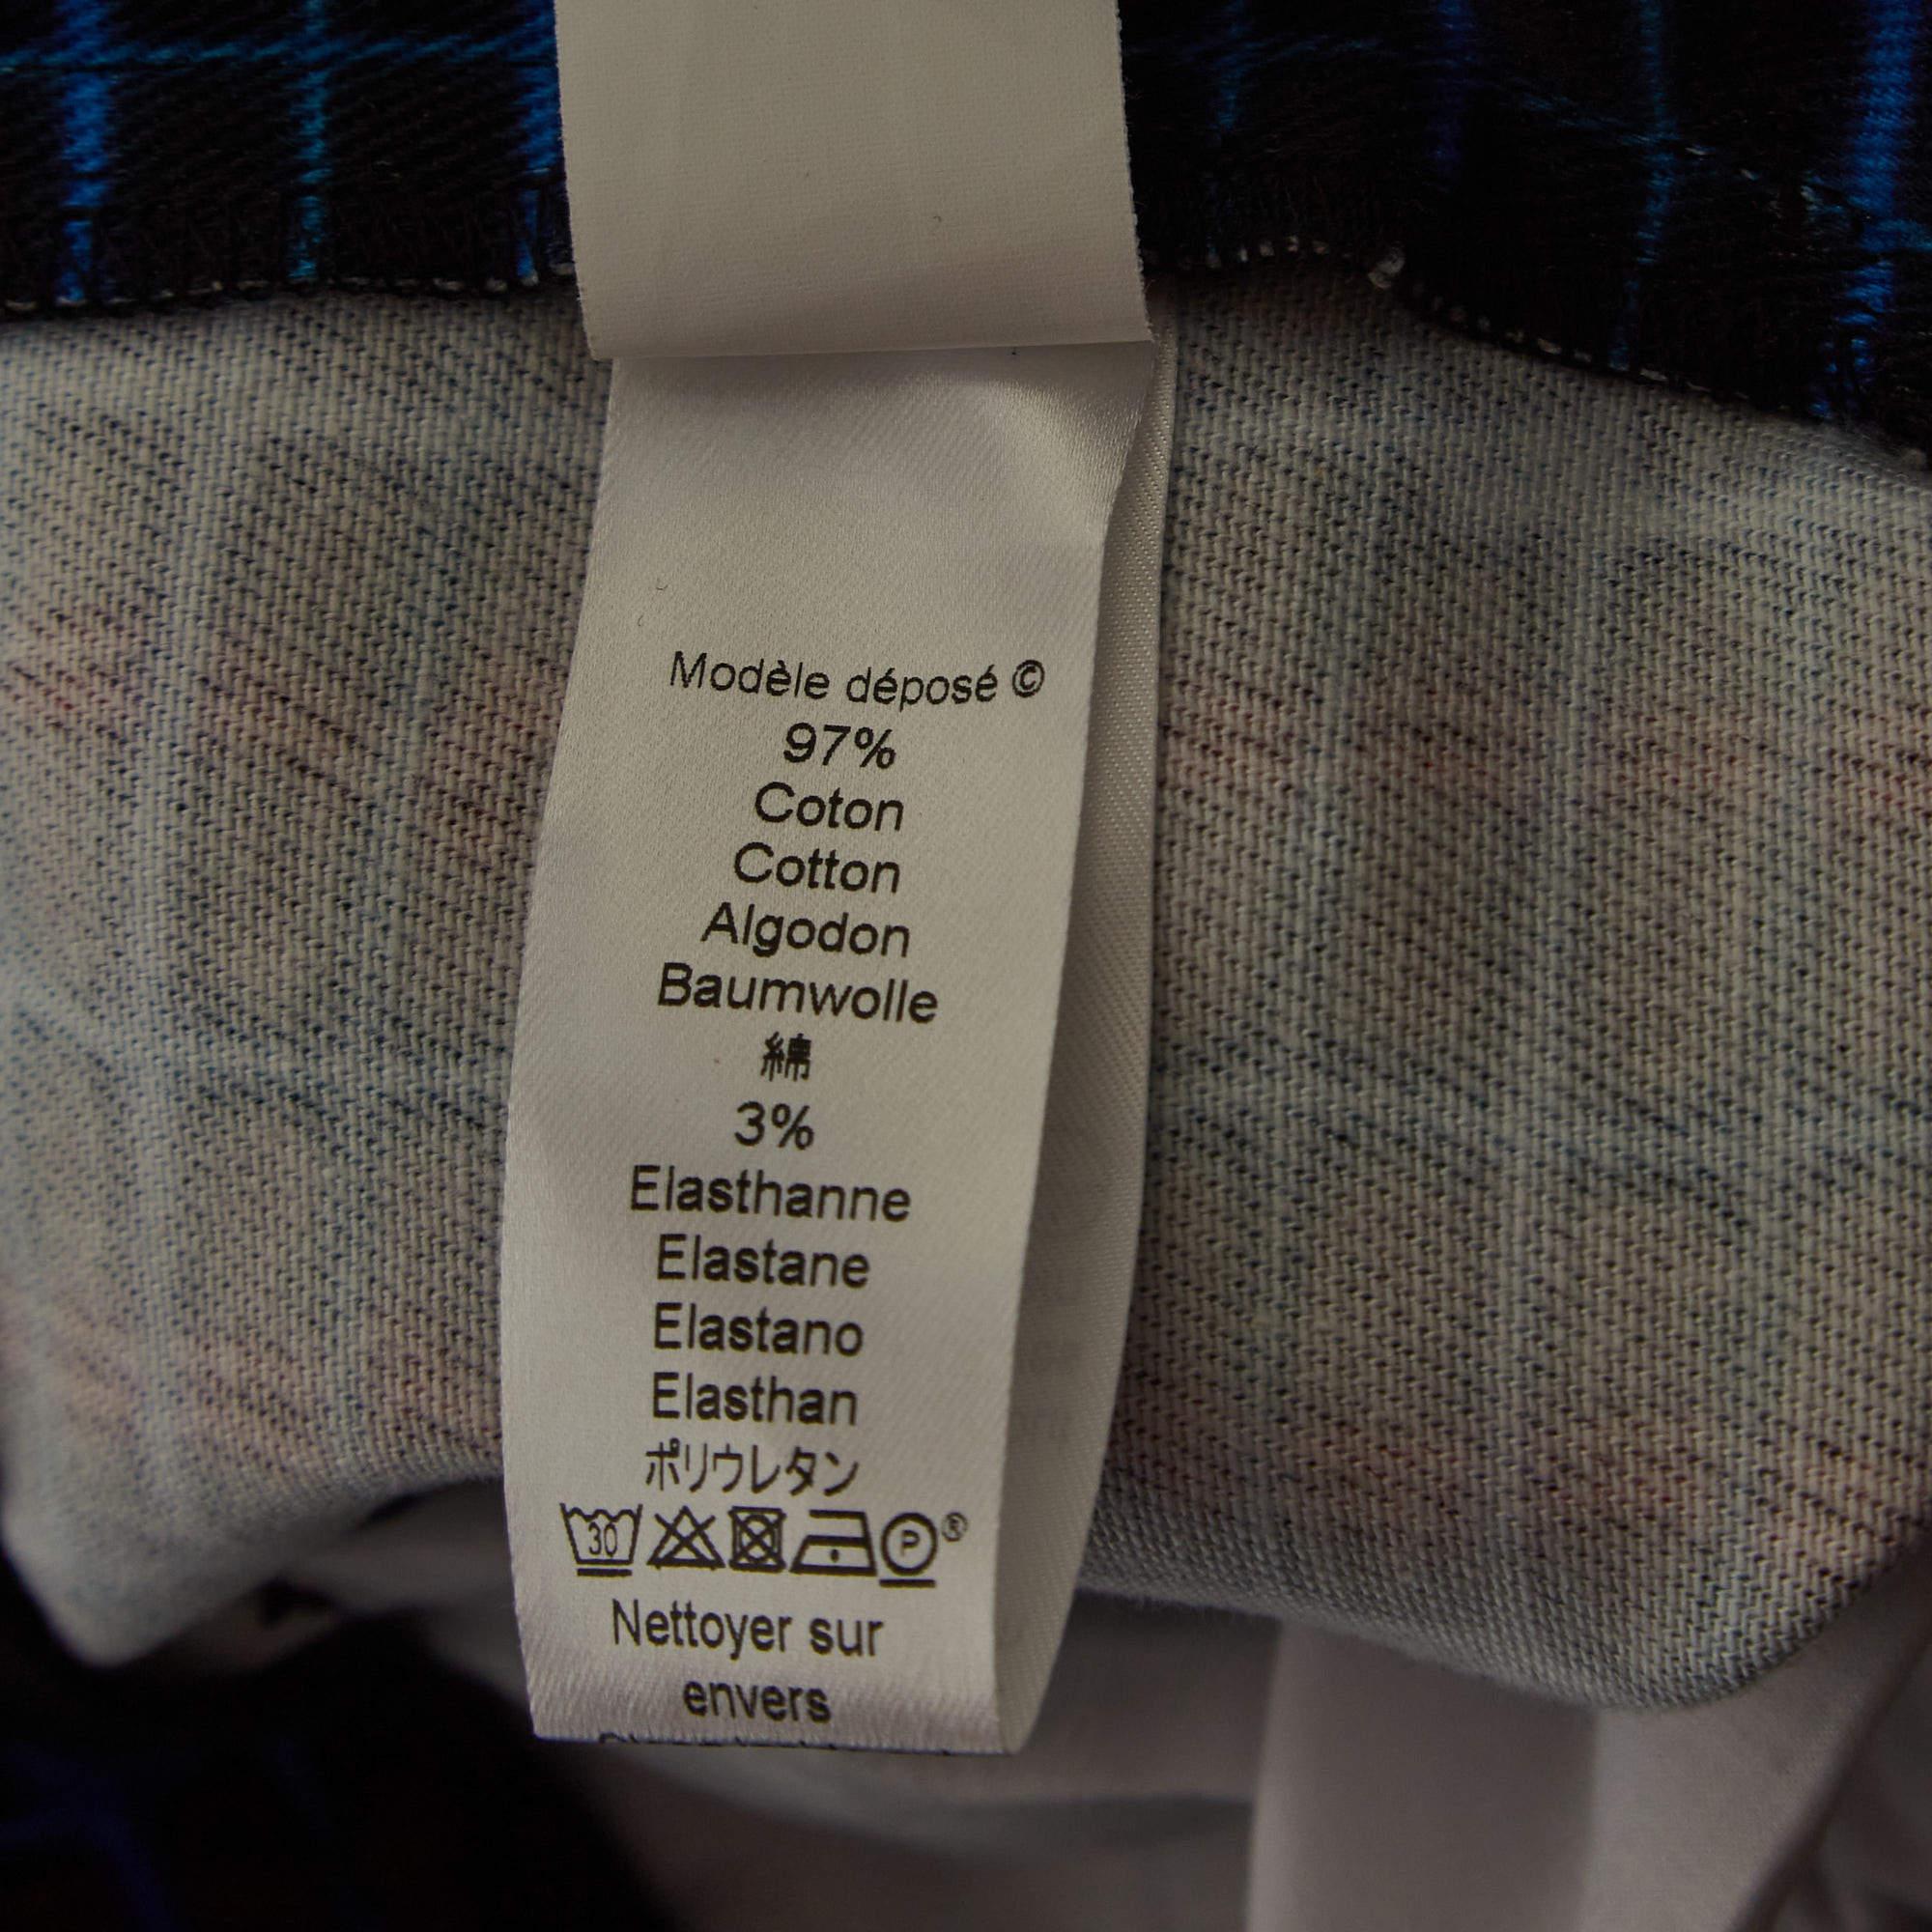 Modèle déposé ©
97%
Coton
Cotton
Algodon
Baumwolle
綿
3%
Elasthanne
Elastane
Elastano
Elasthan
ポリウレタン
30 P ®
Nettoyer sur
envers